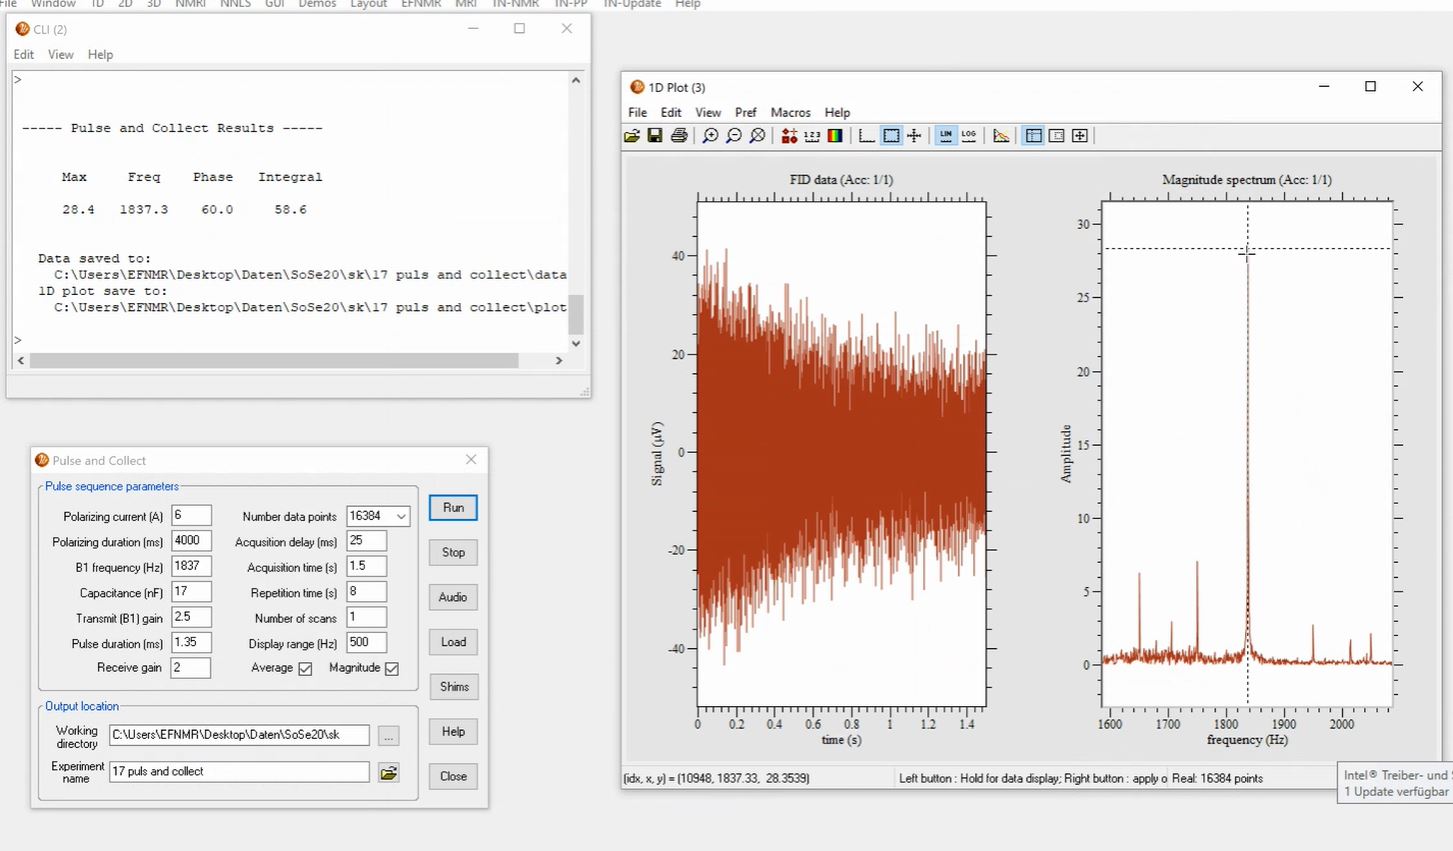 File Window 1D 2D 3D NMRI NNLS GUI Demos Layout EFNMR MRI TN-NMR TN-PP TN-Update Help
CLI (2)
Edit View Help
>
----- Pulse and Collect Results -----
Max Freq Phase Integral
28.4 1837.3 60.0 58.6
Data saved to:
C:\Users\EFNMR\Desktop\Daten\SoSe20\sk\17 puls and collect\data
1D plot save to:
C:\Users\EFNMR\Desktop\Daten\SoSe20\sk\17 puls and collect\plot
>
Pulse and Collect
Pulse sequence parameters
Polarizing current (A) 6 Number data points 16384
Polarizing duration (ms) 4000 Acqusition delay (ms) 25
B1 frequency (Hz) 1837 Acquisition time (s) 1.5
Capacitance (nF) 17 Repetition time (s) 8
Transmit (B1) gain 2.5 Number of scans 1
Pulse duration (ms) 1.35 Display range (Hz) 500
Receive gain 2 Average Magnitude
Run
Stop
Audio
Load
Shims
Help
Close
Output location
Working directory C:\Users\EFNMR\Desktop\Daten\SoSe20\sk ...
Experiment name 17 puls and collect
1D Plot (3)
File Edit View Pref Macros Help
1 2 3 LIN LOG
FID data (Acc: 1/1)
40
20
0
-20
-40
Signal (µV)
0 0.2 0.4 0.6 0.8 1 1.2 1.4
time (s)
Magnitude spectrum (Acc: 1/1)
30
25
20
15
10
5
0
Amplitude
1600 1700 1800 1900 2000
frequency (Hz)
(idx, x, y) = (10948, 1837.33, 28.3539) Left button : Hold for data display; Right button : apply o Real: 16384 points
Intel® Treiber- und S
1 Update verfügbar